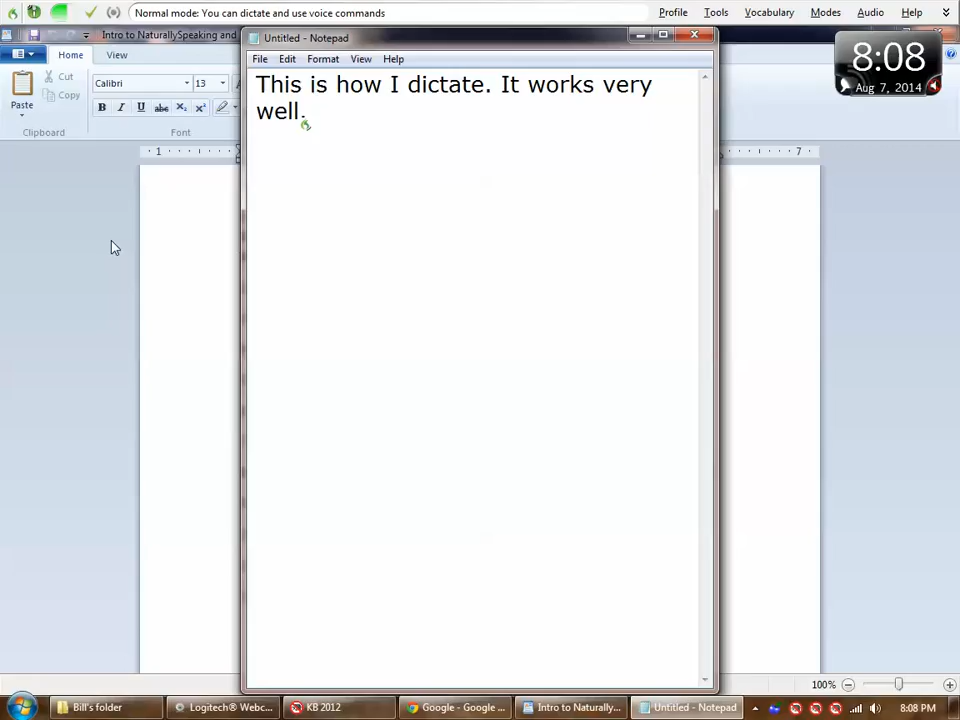 Normal mode: You can dictate and use voice commands
Profile Tools Vocabulary Modes Audio Help
Intro to NaturallySpeaking and
Untitled - Notepad
Home View
File Edit Format View Help
Paste
Cut
Copy
Clipboard
Calibri 13
B I U abc X₂ X²
Font
8:08
Aug 7, 2014
This is how I dictate. It works very
well.
1 7
100%
Bill's folder
Logitech® Webc...
KB 2012
Google - Google ...
Intro to Naturally...
Untitled - Notepad
8:08 PM